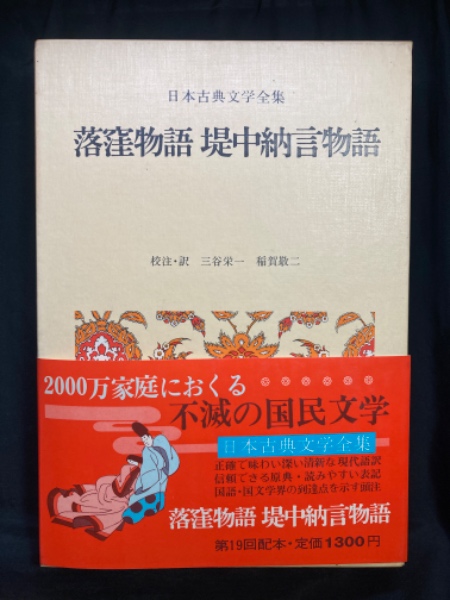 日本古典文学全集
落窪物語 堤中納言物語
校注・訳 三谷栄一 稲賀敬二
2000万家庭におくる
不滅の国民文学
日本古典文学全集
正確で味わい深い清新な現代語訳
信頼できる原典・読みやすい表記
国語・国文学界の到達点を示す頭注
落窪物語 堤中納言物語
第19回配本・定価1300円